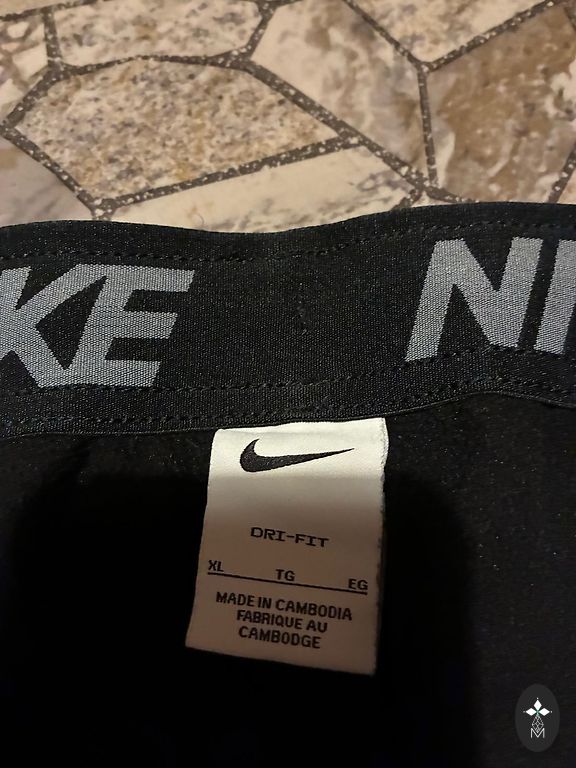 KE NI
DRI-FIT
XL TG EG
MADE IN CAMBODIA
FABRIQUE AU
CAMBODGE
M